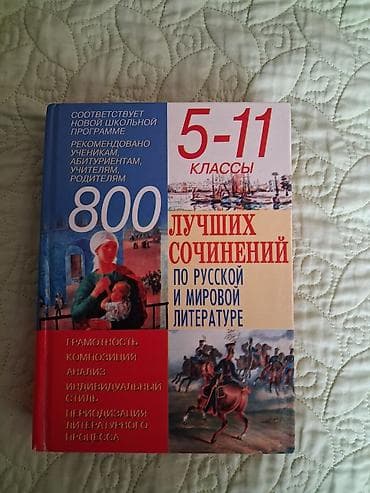 СООТВЕТСТВУЕТ
НОВОЙ ШКОЛЬНОЙ
ПРОГРАММЕ
РЕКОМЕНДОВАНО
УЧЕНИКАМ,
АБИТУРИЕНТАМ,
УЧИТЕЛЯМ,
РОДИТЕЛЯМ
5-11
КЛАССЫ
800
ЛУЧШИХ
СОЧИНЕНИЙ
ПО РУССКОЙ
И МИРОВОЙ
ЛИТЕРАТУРЕ
ГРАМОТНОСТЬ
КОМПОЗИЦИЯ
АНАЛИЗ
ИНДИВИДУАЛЬНЫЙ
СТИЛЬ
ПЕРИОДИЗАЦИЯ
ЛИТЕРАТУРНОГО
ПРОЦЕССА